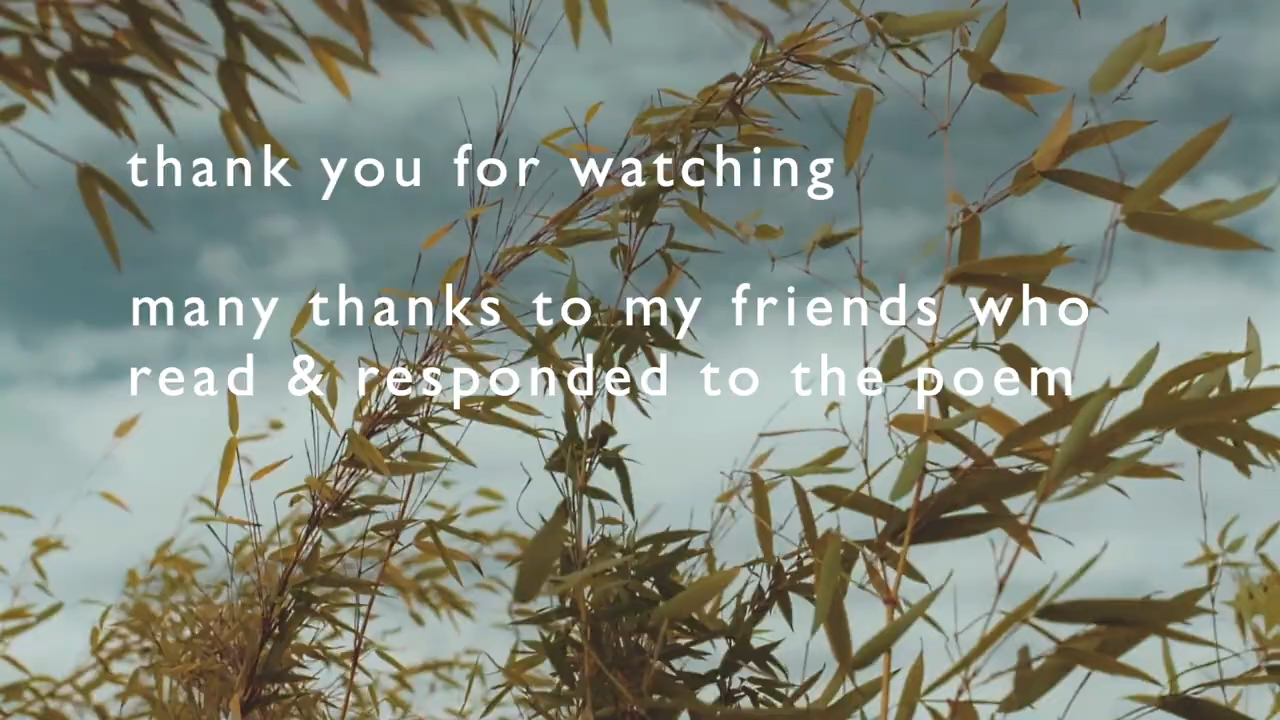 thank you for watching
many thanks to my friends who
read & responded to the poem